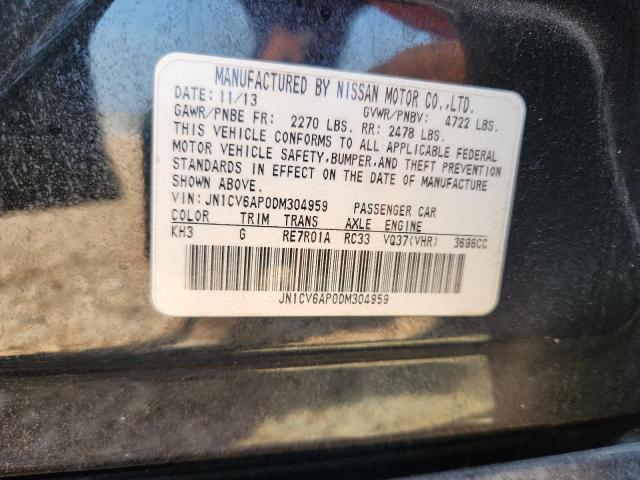 MANUFACTURED BY NISSAN MOTOR CO.,LTD.
DATE: 11/13 GVWR/PNBV: 4722 LBS.
GAWR/PNBE FR: 2270 LBS. RR: 2478 LBS.
THIS VEHICLE CONFORMS TO ALL APPLICABLE FEDERAL
MOTOR VEHICLE SAFETY,BUMPER,AND THEFT PREVENTION
STANDARDS IN EFFECT ON THE DATE OF MANUFACTURE
SHOWN ABOVE.
VIN: JN1CV6AP0DM304959 PASSENGER CAR
COLOR TRIM TRANS AXLE ENGINE
KH3 G RE7R01A RC33 VQ37(VHR) 3696CC
JN1CV6AP0DM304959